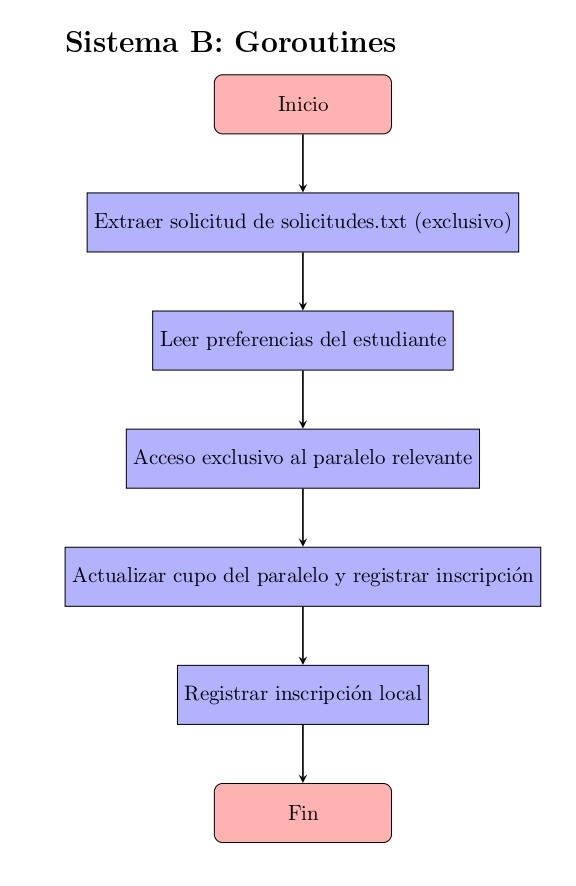 Sistema B: Goroutines
Inicio
Extraer solicitud de solicitudes.txt (exclusivo)
Leer preferencias del estudiante
Acceso exclusivo al paralelo relevante
Actualizar cupo del paralelo y registrar inscripción
Registrar inscripción local
Fin